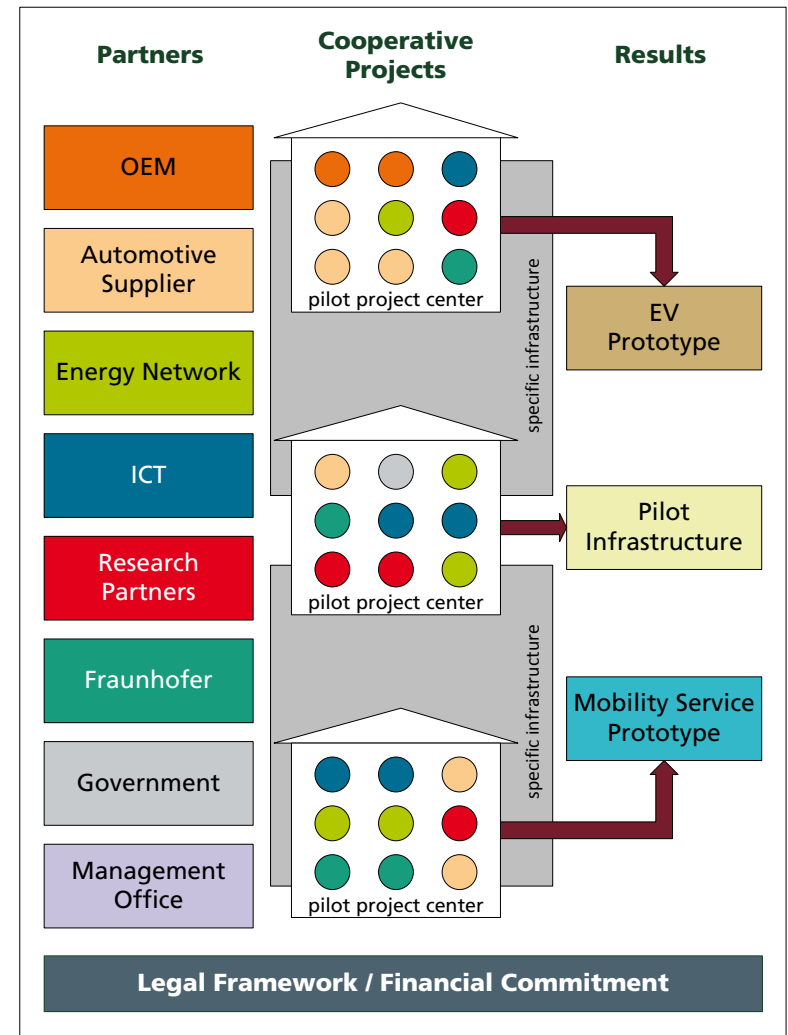 Partners
Cooperative
Projects
Results
OEM
Automotive
Supplier
Energy Network
ICT
Research
Partners
Fraunhofer
Government
Management
Office
pilot project center
specific infrastructure
pilot project center
specific infrastructure
pilot project center
EV
Prototype
Pilot
Infrastructure
Mobility Service
Prototype
Legal Framework / Financial Commitment